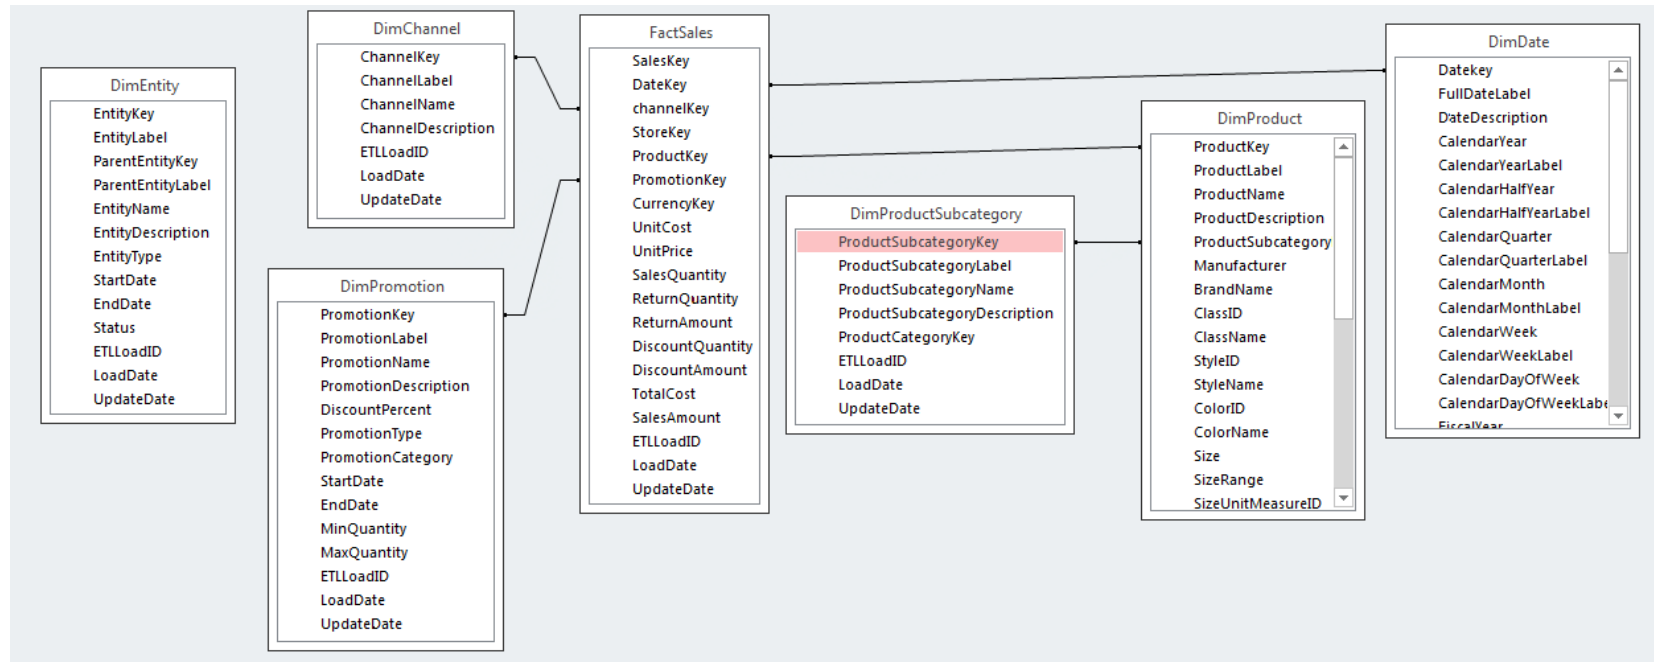 DimEntity
EntityKey
EntityLabel
ParentEntityKey
ParentEntityLabel
EntityName
EntityDescription
EntityType
StartDate
EndDate
Status
ETLLoadID
LoadDate
UpdateDate
DimChannel
ChannelKey
ChannelLabel
ChannelName
ChannelDescription
ETLLoadID
LoadDate
UpdateDate
DimPromotion
PromotionKey
PromotionLabel
PromotionName
PromotionDescription
DiscountPercent
PromotionType
PromotionCategory
StartDate
EndDate
MinQuantity
MaxQuantity
ETLLoadID
LoadDate
UpdateDate
FactSales
SalesKey
DateKey
channelKey
StoreKey
ProductKey
PromotionKey
CurrencyKey
UnitCost
UnitPrice
SalesQuantity
ReturnQuantity
ReturnAmount
DiscountQuantity
DiscountAmount
TotalCost
SalesAmount
ETLLoadID
LoadDate
UpdateDate
DimProductSubcategory
ProductSubcategoryKey
ProductSubcategoryLabel
ProductSubcategoryName
ProductSubcategoryDescription
ProductCategoryKey
ETLLoadID
LoadDate
UpdateDate
DimProduct
ProductKey
ProductLabel
ProductName
ProductDescription
ProductSubcategory
Manufacturer
BrandName
ClassID
ClassName
StyleID
StyleName
ColorID
ColorName
Size
SizeRange
SizeUnitMeasureID
DimDate
Datekey
FullDateLabel
DateDescription
CalendarYear
CalendarYearLabel
CalendarHalfYear
CalendarHalfYearLabel
CalendarQuarter
CalendarQuarterLabel
CalendarMonth
CalendarMonthLabel
CalendarWeek
CalendarWeekLabel
CalendarDayOfWeek
CalendarDayOfWeekLabe
FiscalYear